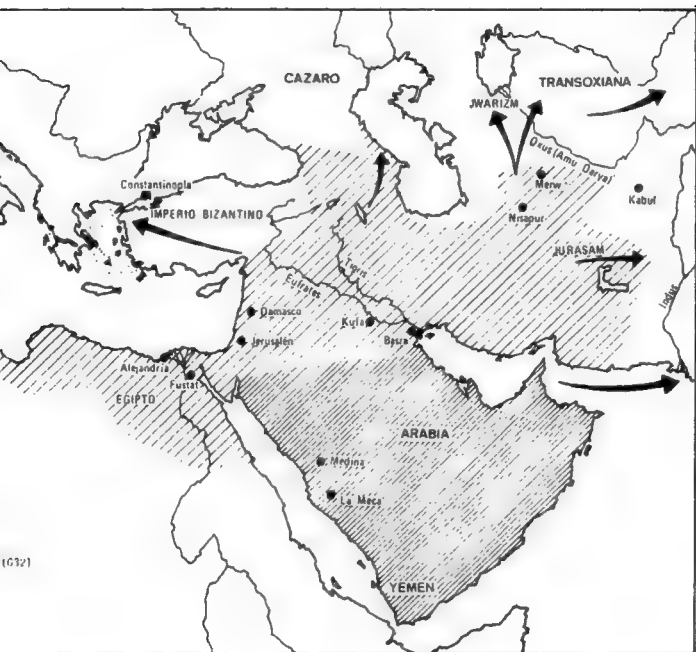 CAZARO
TRANSOXIANA
JWARIZM
Oxus (Amu Darya)
Constantinopla
Merw
Kabul
IMPERIO BIZANTINO
Nisapur
JURASAM
Tigris
Eufrates
Indus
Damasco
Kufa
Basra
Jerusalén
Alejandría
Fustat
EGIPTO
ARABIA
Medina
La Meca
(632)
YEMEN